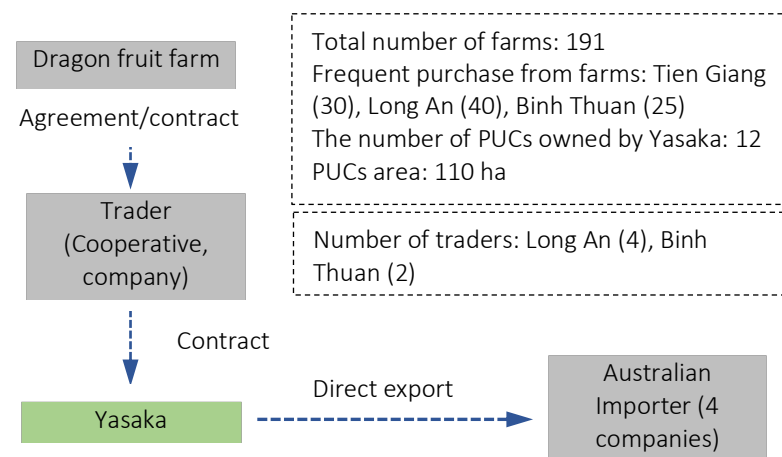 Dragon fruit farm
Agreement/contract
Trader
(Cooperative,
company)
Contract
Yasaka
Total number of farms: 191
Frequent purchase from farms: Tien Giang
(30), Long An (40), Binh Thuan (25)
The number of PUCs owned by Yasaka: 12
PUCs area: 110 ha
Number of traders: Long An (4), Binh
Thuan (2)
Direct export
Australian
Importer (4
companies)